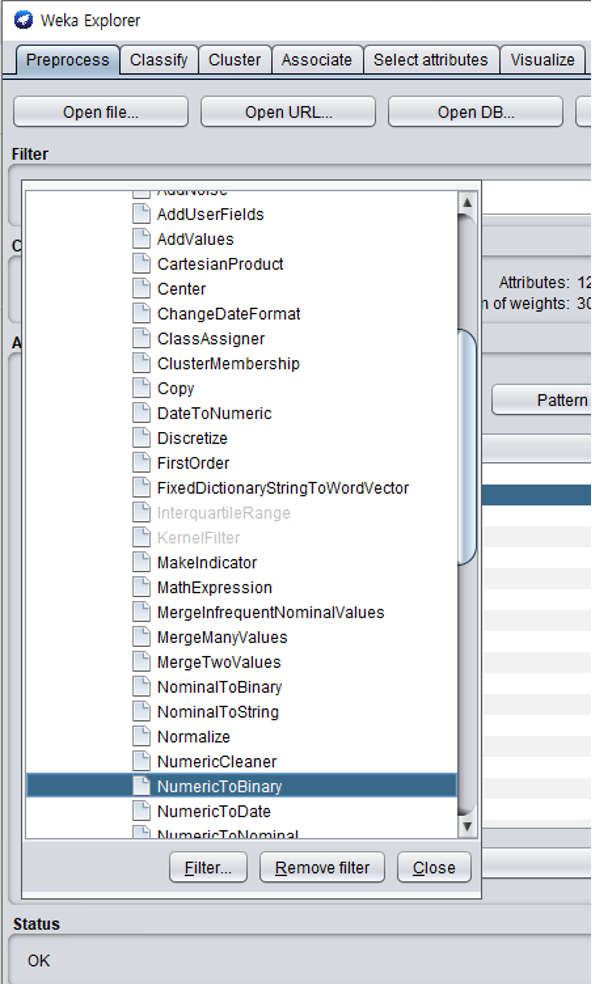 Weka Explorer
Preprocess Classify Cluster Associate Select attributes Visualize
Open file... Open URL... Open DB...
Filter
AddNoise
AddUserFields
AddValues
CartesianProduct
Center
ChangeDateFormat
ClassAssigner
ClusterMembership
Copy
DateToNumeric
Discretize
FirstOrder
FixedDictionaryStringToWordVector
InterquartileRange
KernelFilter
MakeIndicator
MathExpression
MergeInfrequentNominalValues
MergeManyValues
MergeTwoValues
NominalToBinary
NominalToString
Normalize
NumericCleaner
NumericToBinary
NumericToDate
NumericToNominal
Filter... Remove filter Close
C
Attributes: 12
of weights: 30
A
Pattern
Status
OK